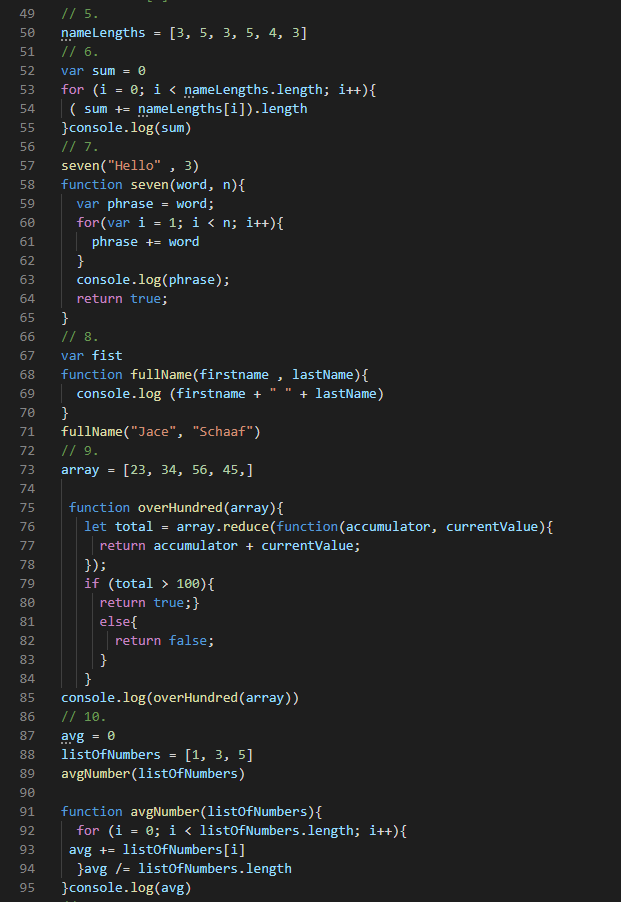 49 // 5.
50 nameLengths = [3, 5, 3, 5, 4, 3]
51 // 6.
52 var sum = 0
53 for (i = 0; i < nameLengths.length; i++){
54 ( sum += nameLengths[i]).length
55 }console.log(sum)
56 // 7.
57 seven("Hello" , 3)
58 function seven(word, n){
59 var phrase = word;
60 for(var i = 1; i < n; i++){
61 phrase += word
62 }
63 console.log(phrase);
64 return true;
65 }
66 // 8.
67 var fist
68 function fullName(firstname , lastName){
69 console.log (firstname + " " + lastName)
70 }
71 fullName("Jace", "Schaaf")
72 // 9.
73 array = [23, 34, 56, 45,]
74
75 function overHundred(array){
76 let total = array.reduce(function(accumulator, currentValue){
77 return accumulator + currentValue;
78 });
79 if (total > 100){
80 return true;}
81 else{
82 return false;
83 }
84 }
85 console.log(overHundred(array))
86 // 10.
87 avg = 0
88 listOfNumbers = [1, 3, 5]
89 avgNumber(listOfNumbers)
90
91 function avgNumber(listOfNumbers){
92 for (i = 0; i < listOfNumbers.length; i++){
93 avg += listOfNumbers[i]
94 }avg /= listOfNumbers.length
95 }console.log(avg)